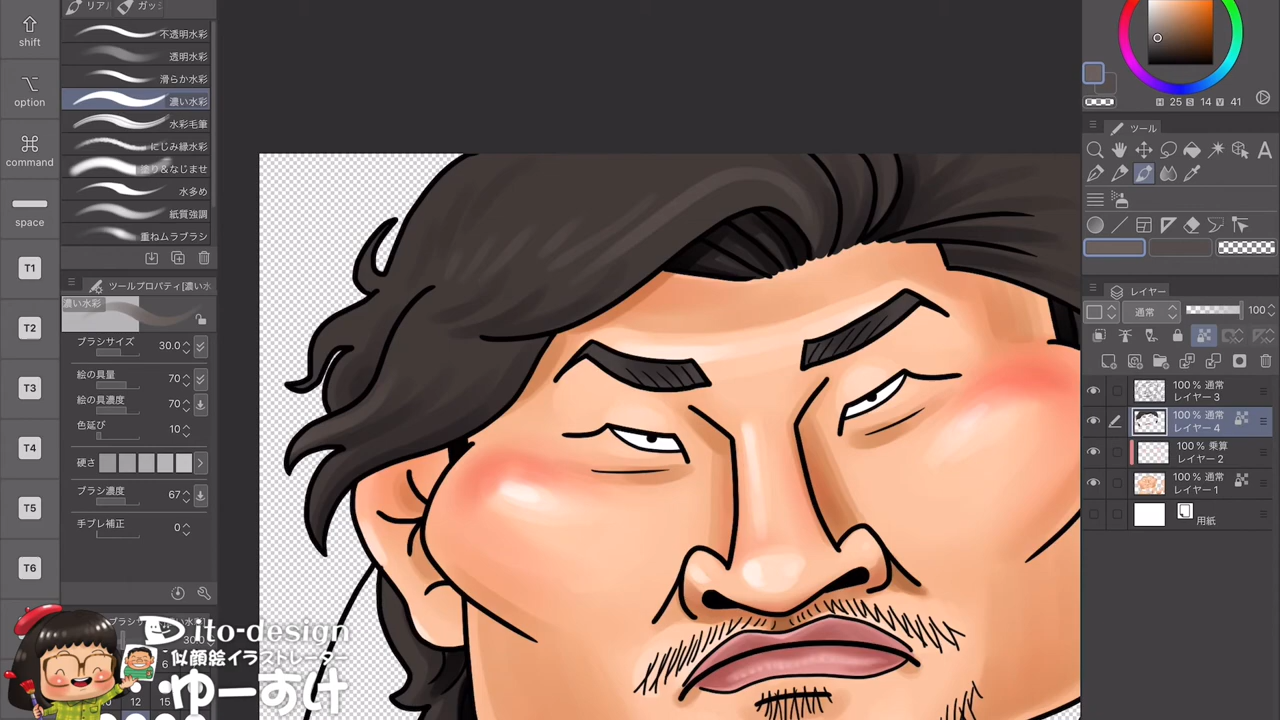 リアル
ガッシ
shift
不透明水彩
透明水彩
滑らか水彩
option
濃い水彩
水彩毛筆
command
にじみ縁水彩
塗り&なじませ
space
水多め
紙質強調
重ねムラブラシ
T1
ツールプロパティ[濃い水
濃い水彩
T2
ブラシサイズ 30.0
絵の具量 70
T3
絵の具濃度 70
色延び 10
T4
硬さ
ブラシ濃度 67
T5
手ブレ補正 0
T6
Dito-design
似顔絵イラストレーター
ゆーすけ
12 15
H 25 S 14 V 41
ツール
レイヤー
通常 100
100 % 通常
レイヤー 3
100 % 通常
レイヤー 4
100 % 乗算
レイヤー 2
100 % 通常
レイヤー 1
用紙